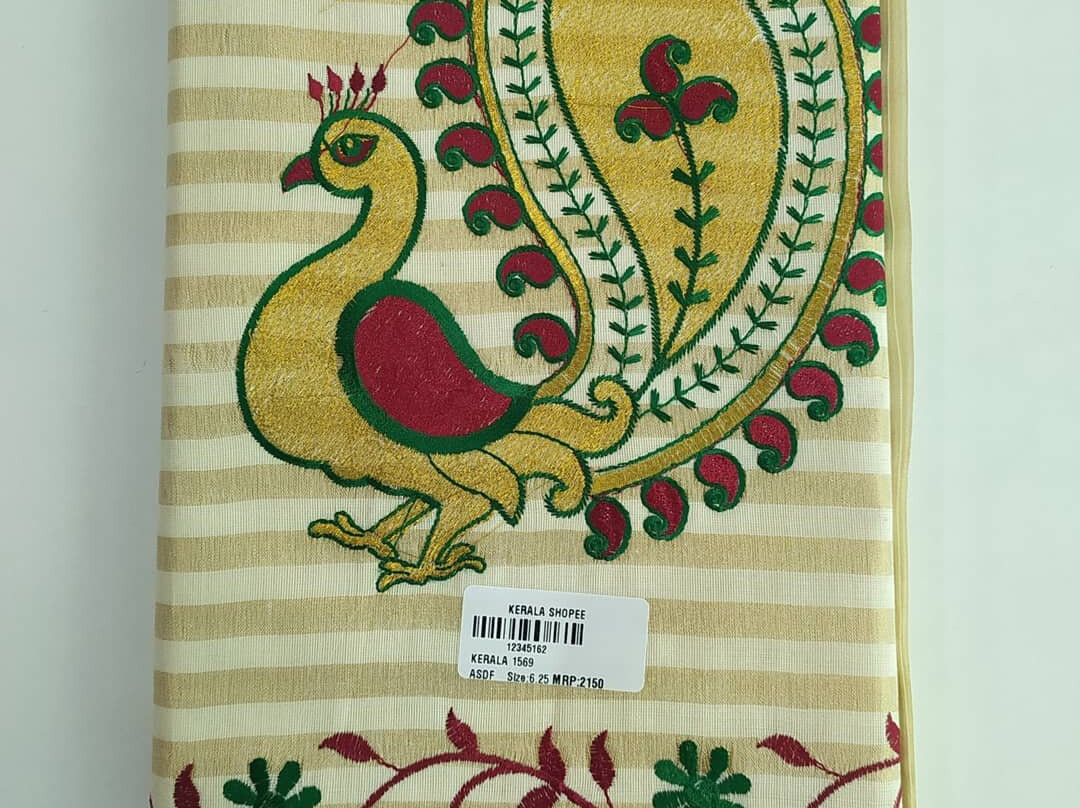 KERALA SHOPEE
12345162
KERALA 1569
ASDF Size:6.25 MRP:2150